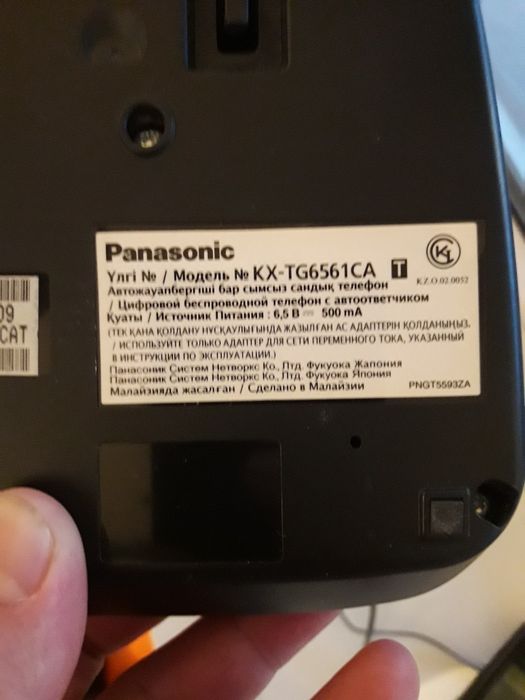 Panasonic
Үлгі № / Модель № KX-TG6561CA T
KZ.O.02.0052
Автожауапбергіші бар сымсыз сандық телефон
/ Цифровой беспроводной телефон с автоответчиком
Қуаты / Источник Питания : 6,5 В ⎓ 500 mA
(ТЕК ҚАНА ҚОЛДАНУ НҰСҚАУЛЫҒЫНДА ЖАЗЫЛҒАН АС АДАПТЕРІН ҚОЛДАНЫҢЫЗ.
/ ИСПОЛЬЗУЙТЕ ТОЛЬКО АДАПТЕР ДЛЯ СЕТИ ПЕРЕМЕННОГО ТОКА, УКАЗАННЫЙ
В ИНСТРУКЦИИ ПО ЭКСПЛУАТАЦИИ.)
Панасоник Систем Нетворкс Ко., Лтд. Фукуока Жапония
Панасоник Систем Нетворкс Ко., Лтд. Фукуока Япония
Малайзияда жасалған / Сделано в Малайзии
PNGT5593ZA
09
CAT